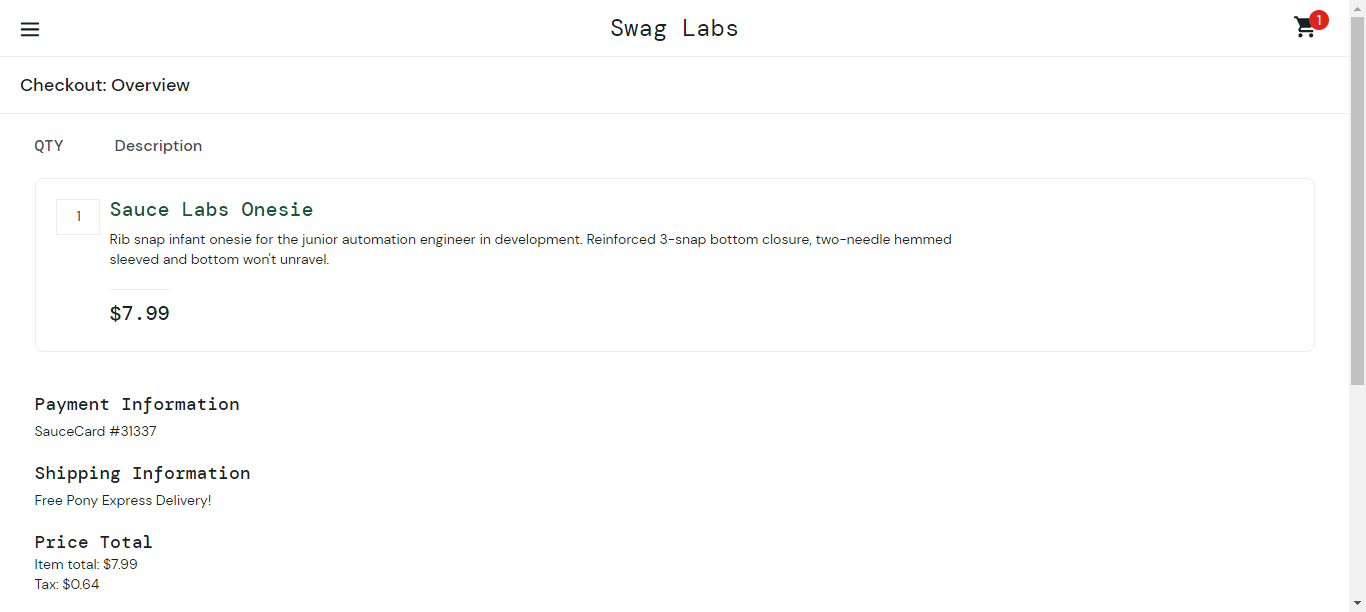 Swag Labs
1
Checkout: Overview
QTY Description
1
Sauce Labs Onesie
Rib snap infant onesie for the junior automation engineer in development. Reinforced 3-snap bottom closure, two-needle hemmed
sleeved and bottom won't unravel.
$7.99
Payment Information
SauceCard #31337
Shipping Information
Free Pony Express Delivery!
Price Total
Item total: $7.99
Tax: $0.64